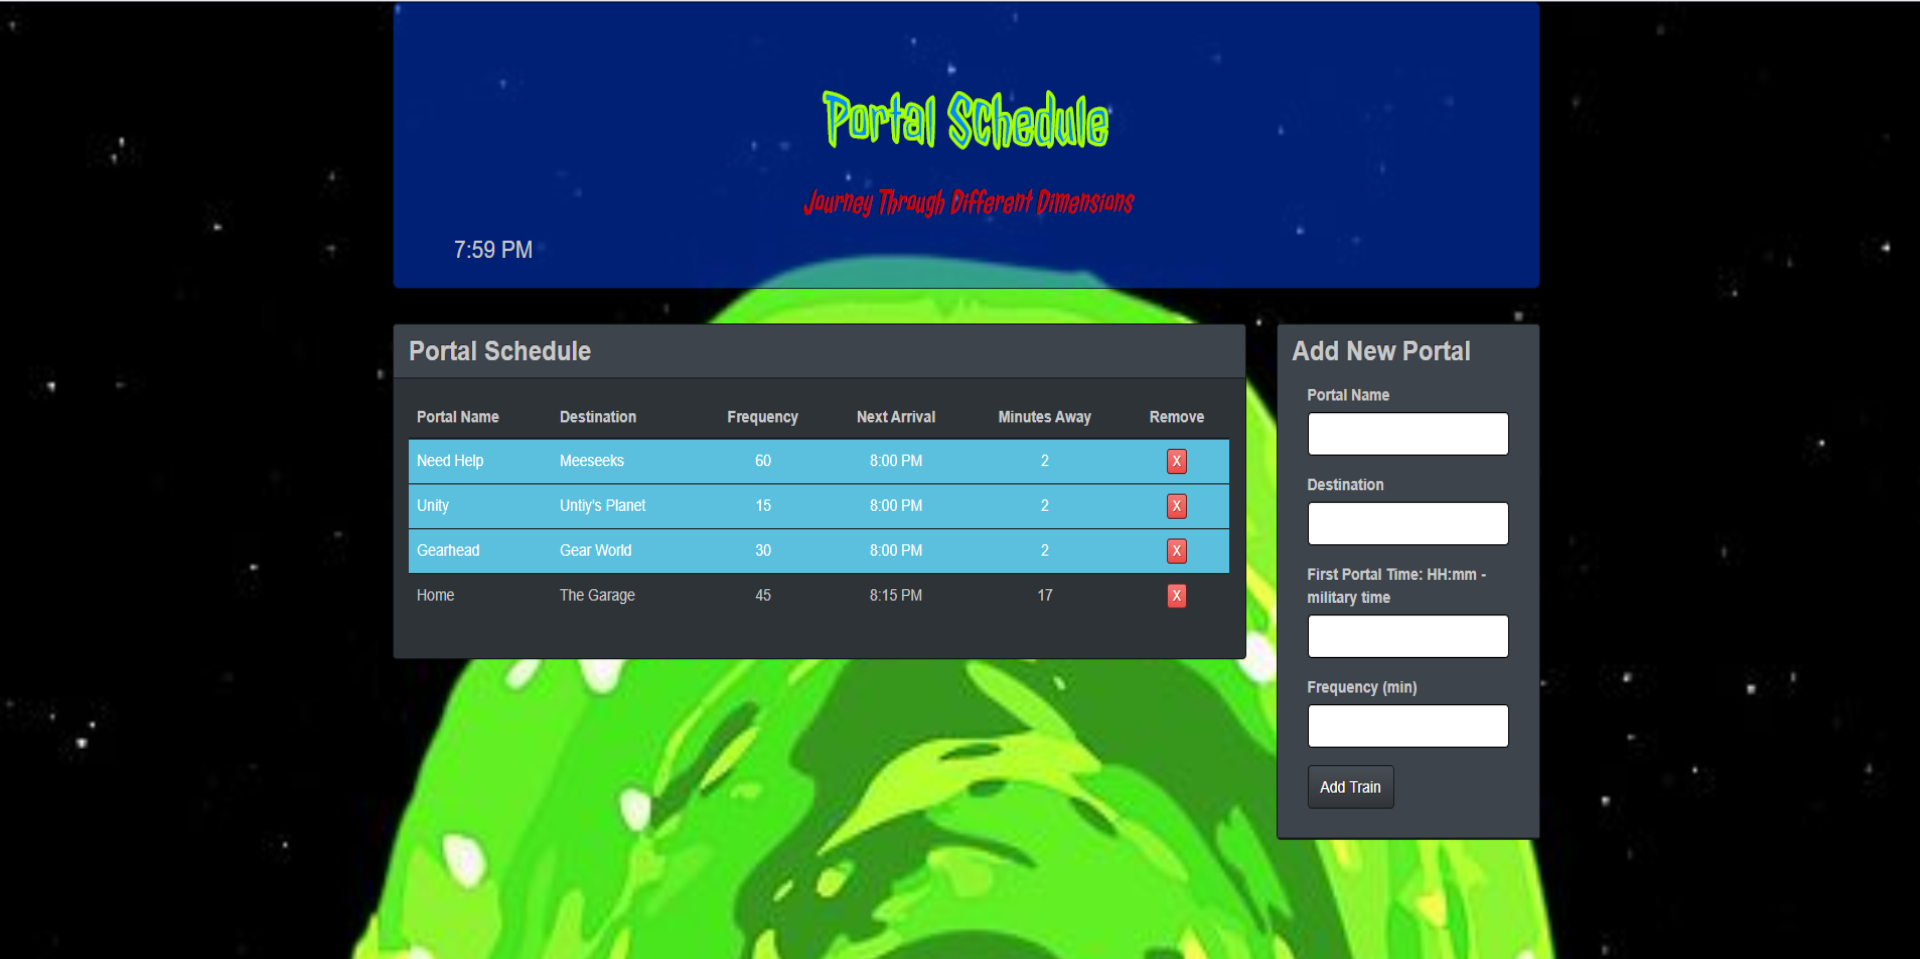 Portal Schedule
Journey Through Different Dimensions
7:59 PM
Portal Schedule
Portal Name Destination Frequency Next Arrival Minutes Away Remove
Need Help Meeseeks 60 8:00 PM 2 X
Unity Untiy's Planet 15 8:00 PM 2 X
Gearhead Gear World 30 8:00 PM 2 X
Home The Garage 45 8:15 PM 17 X
Add New Portal
Portal Name
Destination
First Portal Time: HH:mm -
military time
Frequency (min)
Add Train